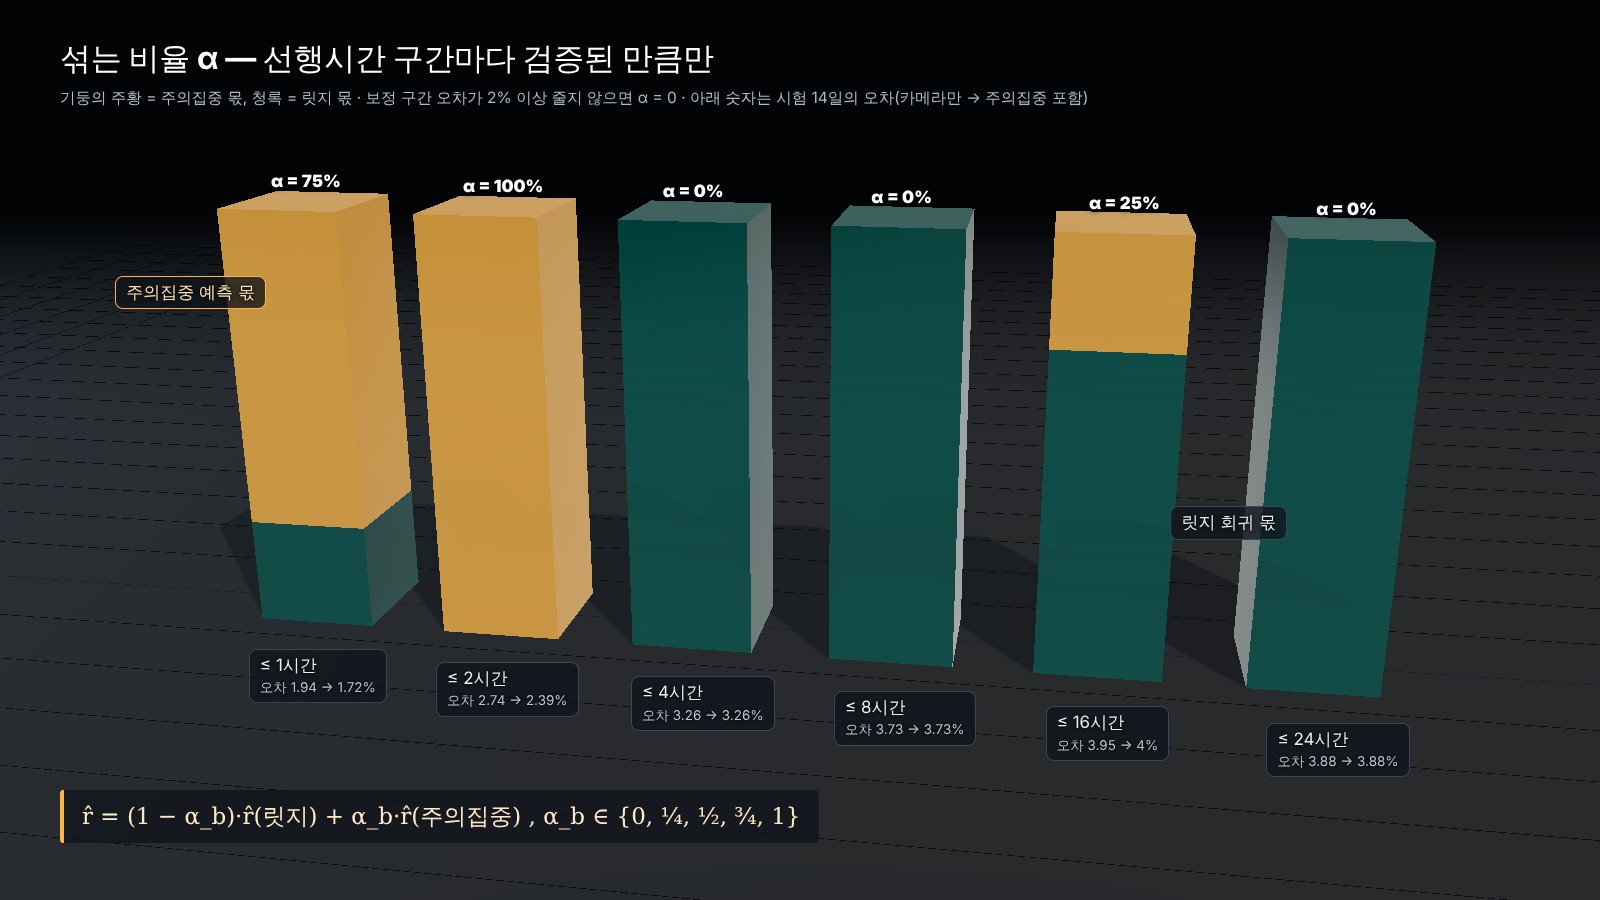 섞는 비율 α — 선행시간 구간마다 검증된 만큼만
기둥의 주황 = 주의집중 몫, 청록 = 릿지 몫 · 보정 구간 오차가 2% 이상 줄지 않으면 α = 0 · 아래 숫자는 시험 14일의 오차(카메라만 → 주의집중 포함)
α = 75%
α = 100%
α = 0%
α = 0%
α = 25%
α = 0%
주의집중 예측 몫
릿지 회귀 몫
≤ 1시간
오차 1.94 → 1.72%
≤ 2시간
오차 2.74 → 2.39%
≤ 4시간
오차 3.26 → 3.26%
≤ 8시간
오차 3.73 → 3.73%
≤ 16시간
오차 3.95 → 4%
≤ 24시간
오차 3.88 → 3.88%
r̂ = (1 − α_b)·r̂(릿지) + α_b·r̂(주의집중) , α_b ∈ {0, ¼, ½, ¾, 1}